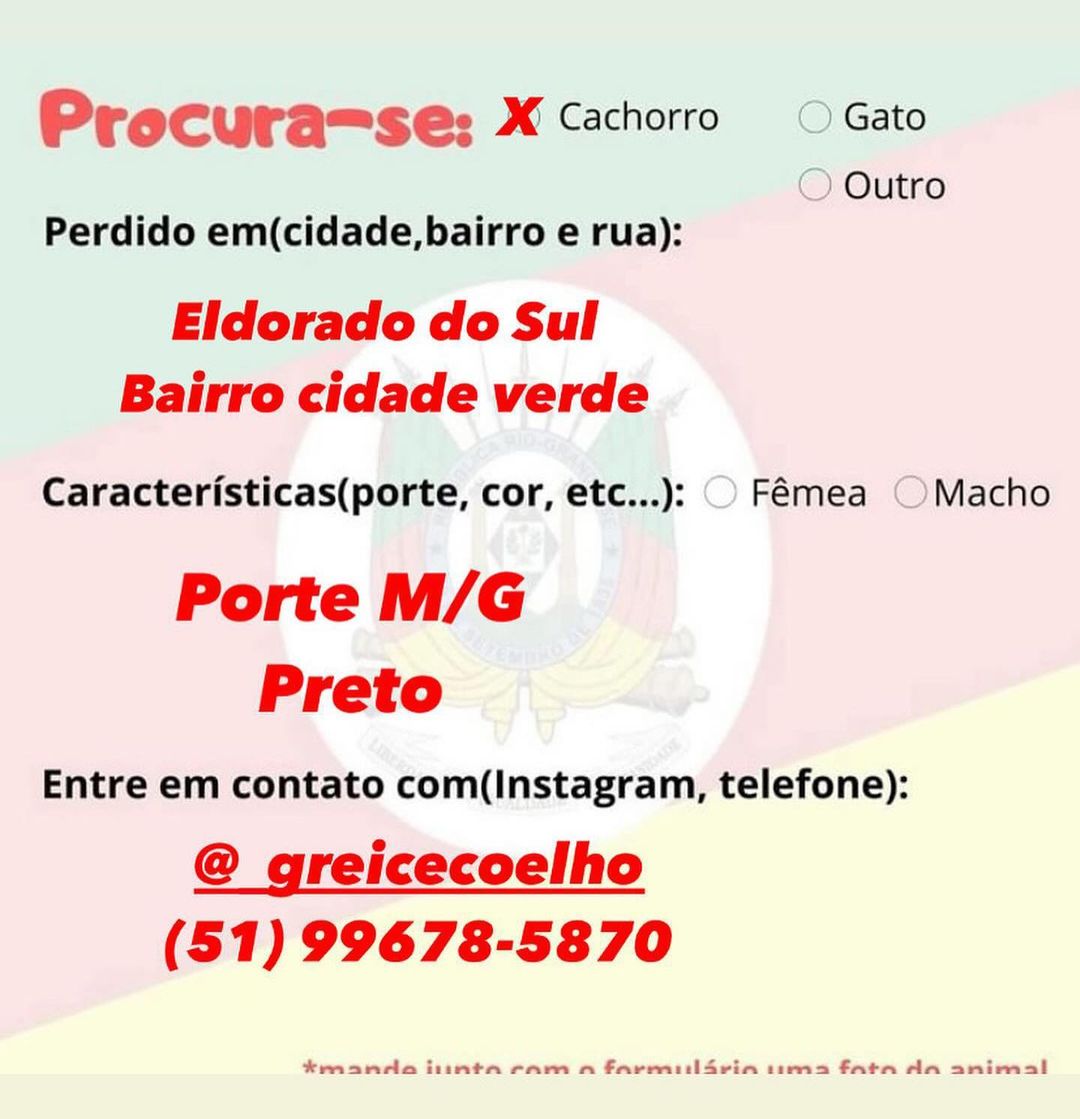 Procura-se: X Cachorro Gato
Outro
Perdido em(cidade,bairro e rua):
Eldorado do Sul
Bairro cidade verde
Características(porte, cor, etc...): Fêmea Macho
Porte M/G
Preto
Entre em contato com(Instagram, telefone):
@_greicecoelho
(51) 99678-5870
*mande junto com o formulário uma foto do animal